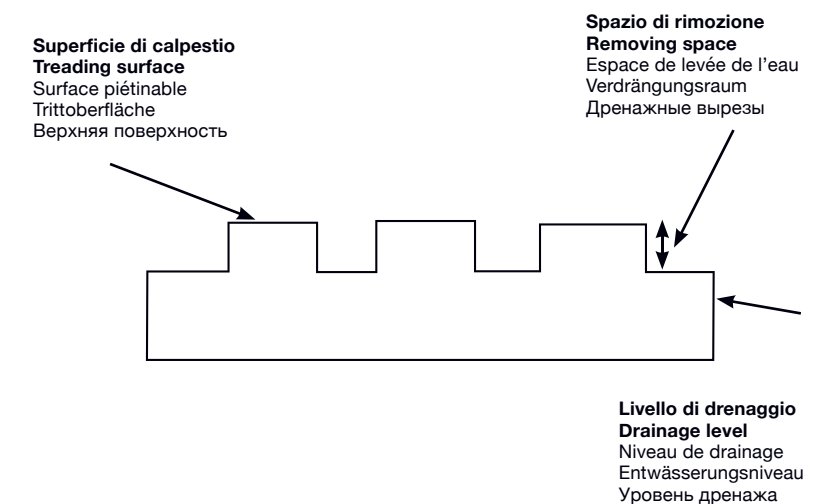 Superficie di calpestio
Treading surface
Surface piétinable
Trittoberfläche
Верхняя поверхность
Spazio di rimozione
Removing space
Espace de levée de l'eau
Verdrängungsraum
Дренажные вырезы
Livello di drenaggio
Drainage level
Niveau de drainage
Entwässerungsniveau
Уровень дренажа